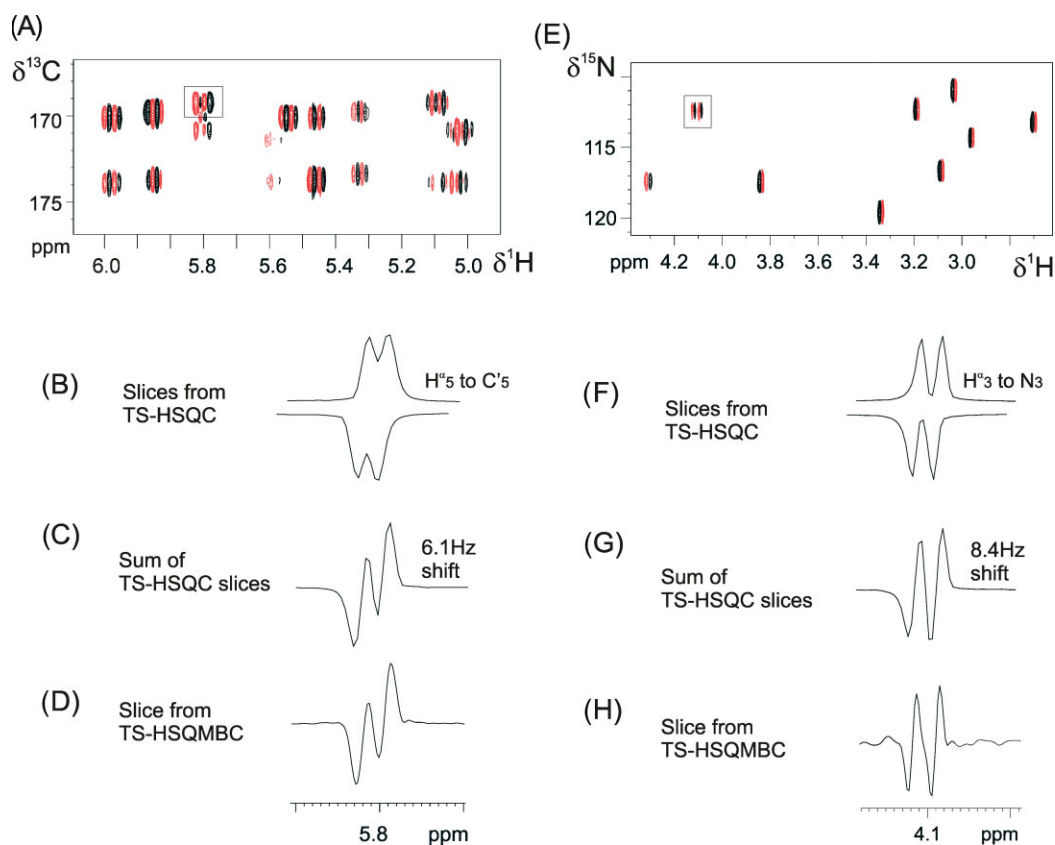 (A)
δ¹³C
170
175
ppm
6.0 5.8 5.6 5.4 5.2 5.0 δ¹H
(E)
δ¹⁵N
115
120
ppm 4.2 4.0 3.8 3.6 3.4 3.2 3.0 δ¹H
(B)
Slices from
TS-HSQC
Hα₅ to C'₅
(F)
Slices from
TS-HSQC
Hα₃ to N₃
(C)
Sum of
TS-HSQC slices
6.1Hz
shift
(G)
Sum of
TS-HSQC slices
8.4Hz
shift
(D)
Slice from
TS-HSQMBC
5.8 ppm
(H)
Slice from
TS-HSQMBC
4.1 ppm